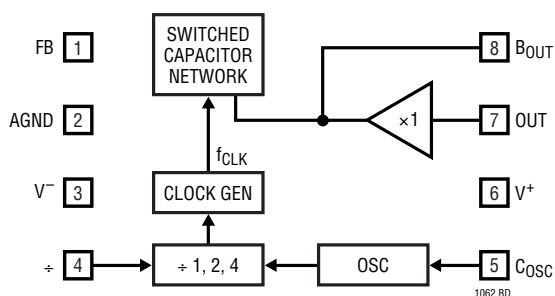 FB 1
SWITCHED
CAPACITOR
NETWORK
8 BOUT
AGND 2
×1
7 OUT
fCLK
V− 3
CLOCK GEN
6 V+
÷ 4
÷ 1, 2, 4
OSC
5 COSC
1062 BD